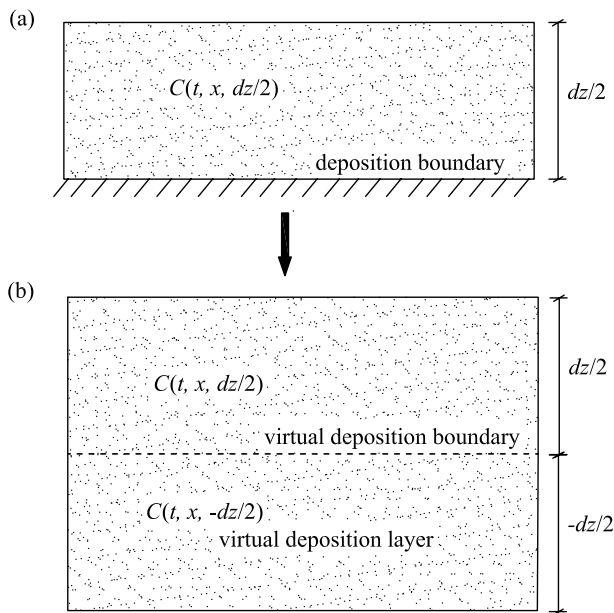 (a)
C(t, x, dz/2)
dz/2
deposition boundary
(b)
C(t, x, dz/2)
dz/2
virtual deposition boundary
C(t, x, -dz/2)
-dz/2
virtual deposition layer